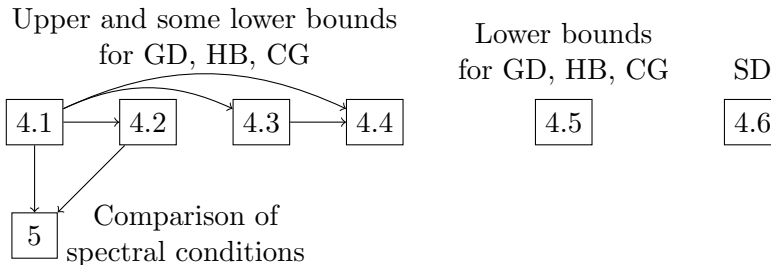 Upper and some lower bounds
for GD, HB, CG
Lower bounds
for GD, HB, CG
SD
4.1
4.2
4.3
4.4
4.5
4.6
5
Comparison of
spectral conditions